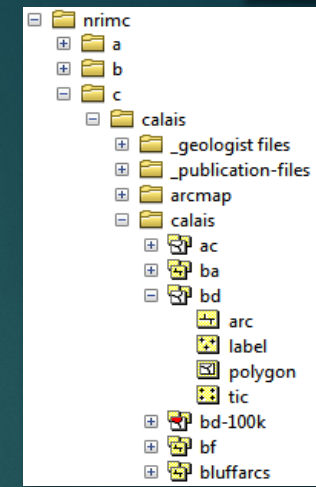 nrimc
a
b
c
calais
_geologist files
_publication-files
arcmap
calais
ac
ba
bd
arc
label
polygon
tic
bd-100k
bf
bluffarcs